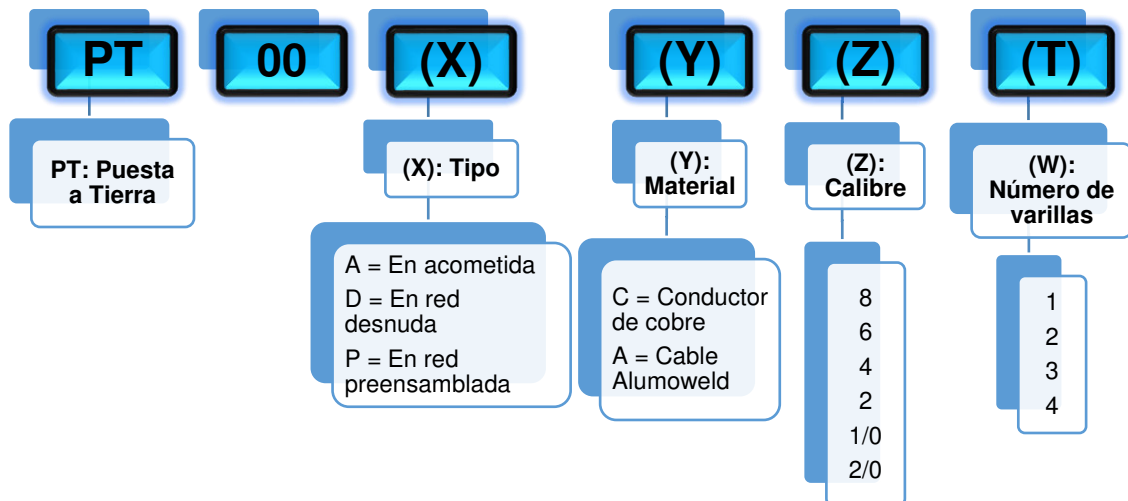 PT
00
(X)
(Y)
(Z)
(T)
PT: Puesta
a Tierra
(X): Tipo
(Y):
Material
(Z):
Calibre
(W):
Número de
varillas
A = En acometida
D = En red
desnuda
P = En red
preensamblada
C = Conductor
de cobre
A = Cable
Alumoweld
8
6
4
2
1/0
2/0
1
2
3
4